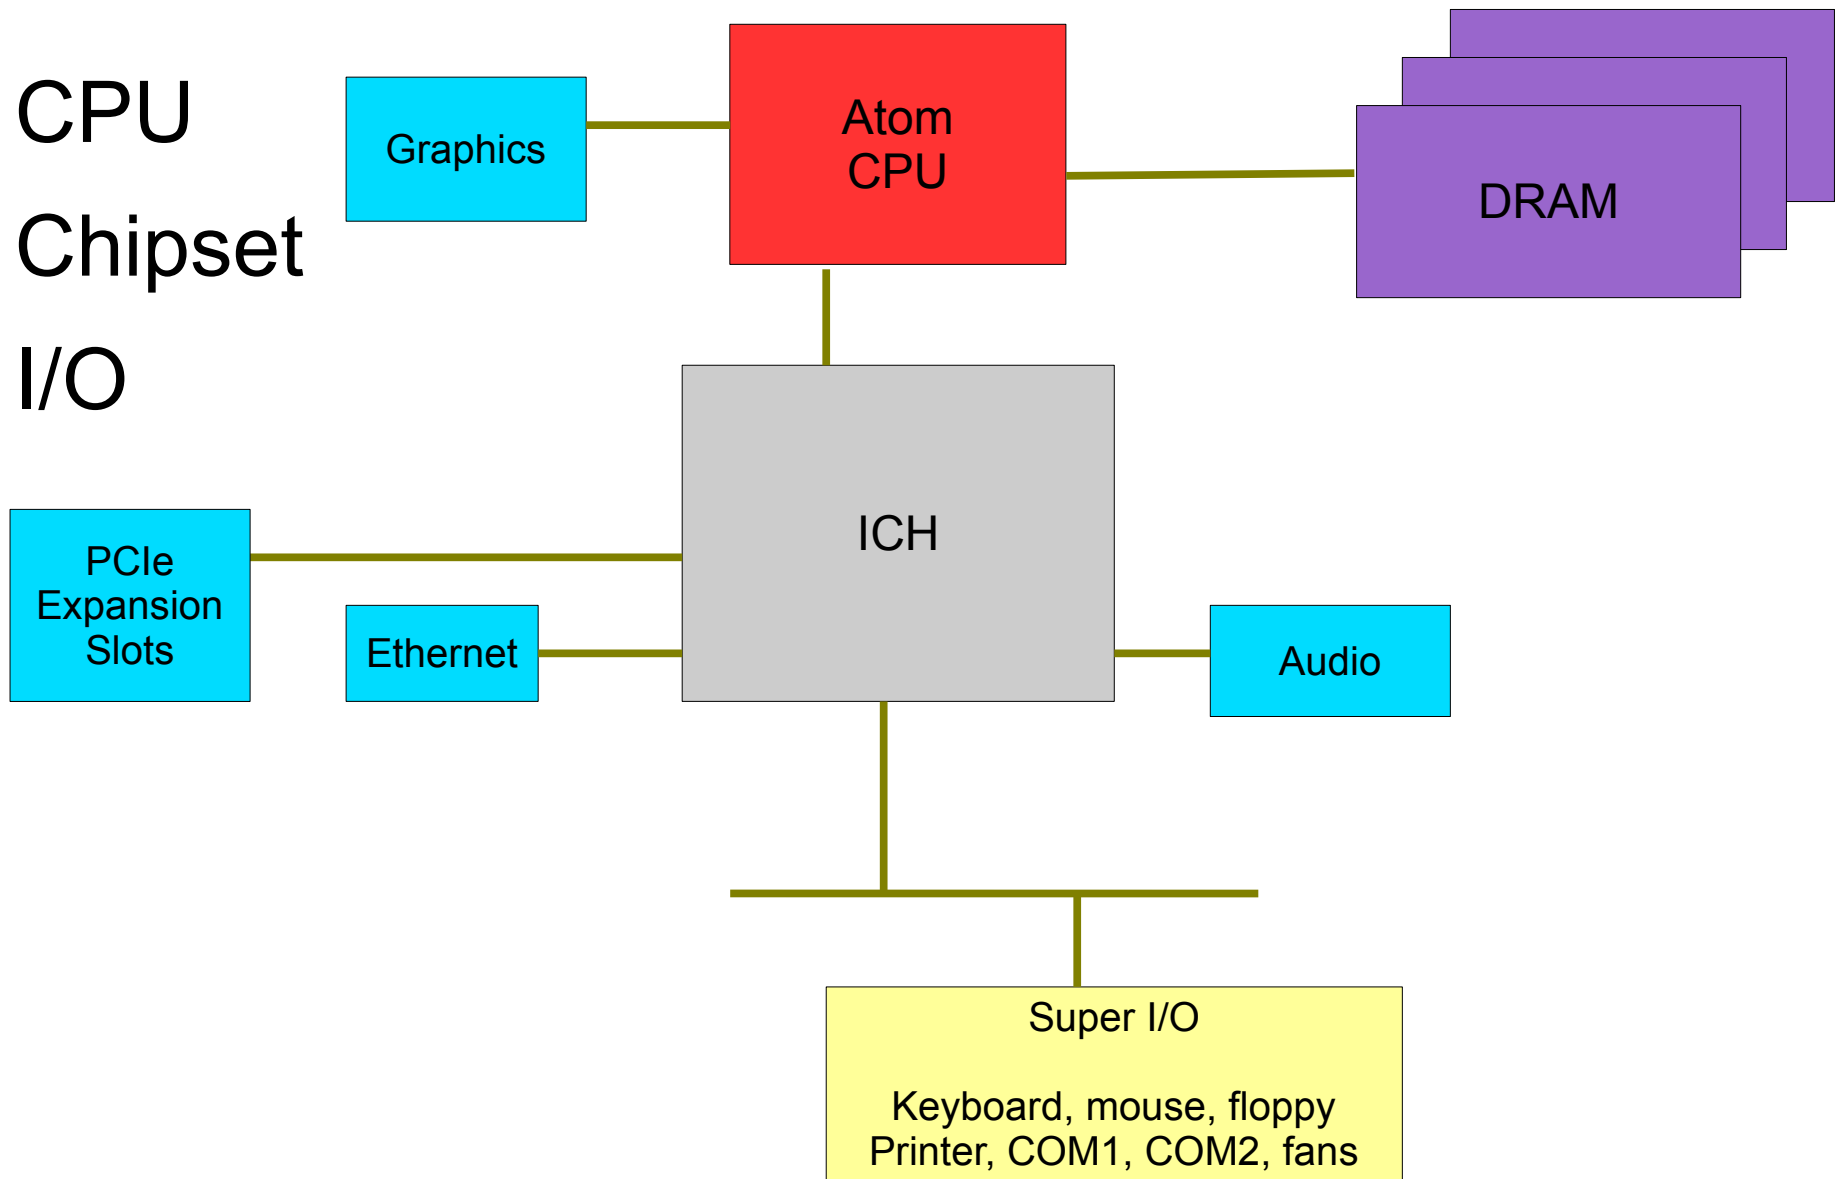 CPU
Chipset
I/O
Graphics
Atom
CPU
DRAM
ICH
PCIe
Expansion
Slots
Ethernet
Audio
Super I/O
Keyboard, mouse, floppy
Printer, COM1, COM2, fans